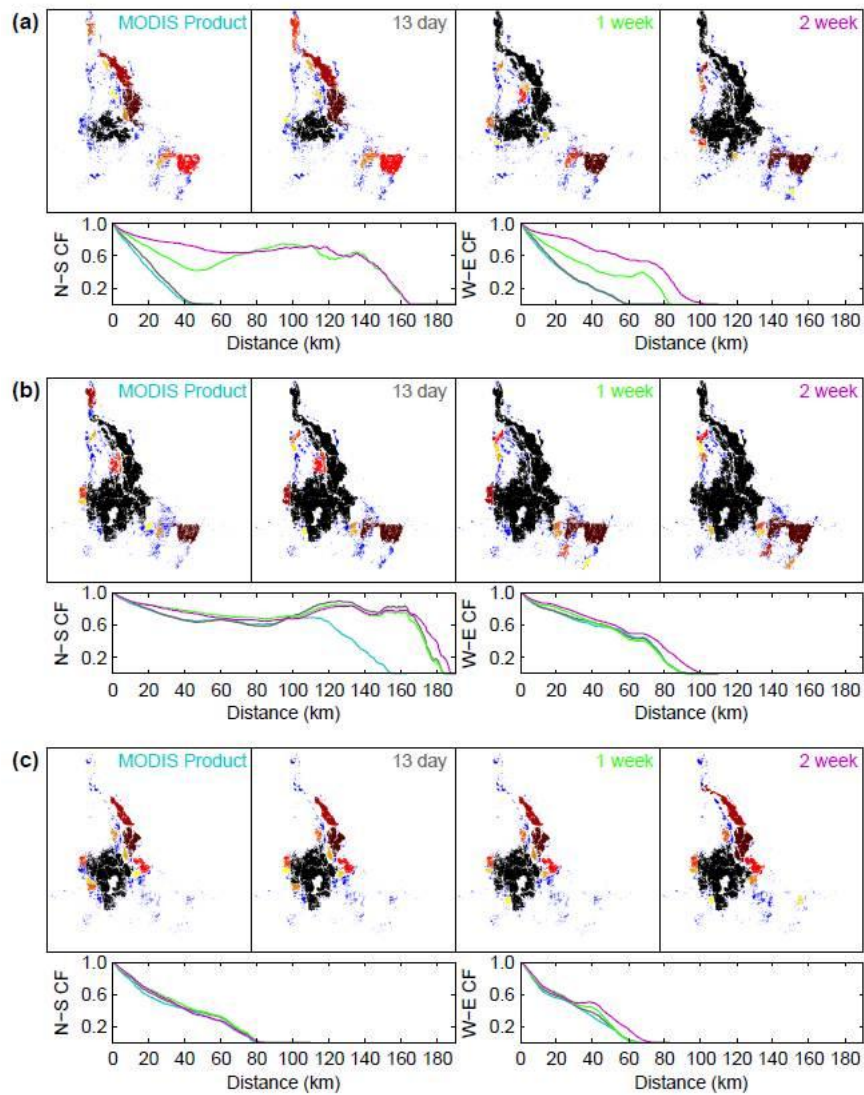 (a) MODIS Product 13 day 1 week 2 week
1.0 1.0
0.6 0.6
0.2 0.2
N-S CF W-E CF
0 20 40 60 80 100 120 140 160 180 0 20 40 60 80 100 120 140 160 180
Distance (km) Distance (km)
(b) MODIS Product 13 day 1 week 2 week
1.0 1.0
0.6 0.6
0.2 0.2
N-S CF W-E CF
0 20 40 60 80 100 120 140 160 180 0 20 40 60 80 100 120 140 160 180
Distance (km) Distance (km)
(c) MODIS Product 13 day 1 week 2 week
1.0 1.0
0.6 0.6
0.2 0.2
N-S CF W-E CF
0 20 40 60 80 100 120 140 160 180 0 20 40 60 80 100 120 140 160 180
Distance (km) Distance (km)